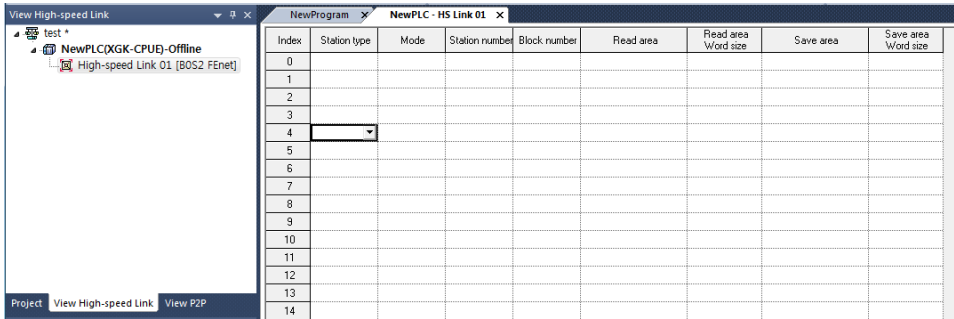 View High-speed Link
test *
NewPLC(XGK-CPUE)-Offline
High-speed Link 01 [B0S2 FEnet]
Project View High-speed Link View P2P
NewProgram x NewPLC - HS Link 01 x
Index Station type Mode Station number Block number Read area Read area Word size Save area Save area Word size
0
1
2
3
4
5
6
7
8
9
10
11
12
13
14